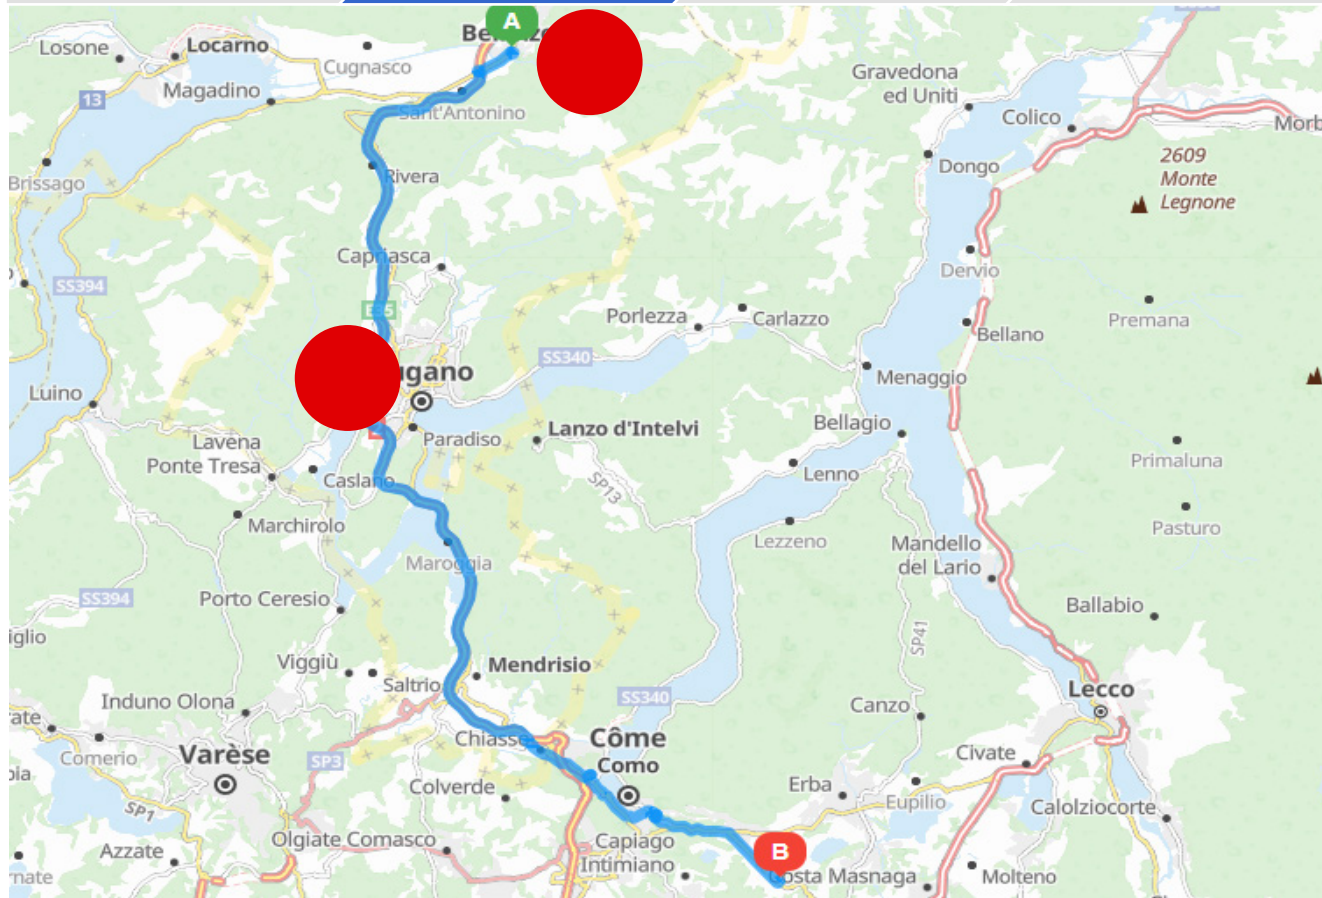 A
Locarno
Losone
Cugnasco
Magadino
13
Sant'Antonino
Gravedona
ed Uniti
Colico
Dongo
2609
Monte
Legnone
Brissago
Rivera
Capriasca
SS394
Dervio
Porlezza
Carlazzo
Bellano
Premana
SS340
Menaggio
Luino
Lanzo d'Intelvi
Bellagio
Paradiso
Lavena
Ponte Tresa
Caslano
SP13
Lenno
Primaluna
Marchirolo
Lezzeno
Pasturo
Mandello
del Lario
Maroggia
SS394
Porto Ceresio
Ballabio
iglio
SP41
Viggiù
Mendrisio
Saltrio
SS340
Lecco
Induno Olona
Canzo
ate
Chiasso
Côme
Como
Varèse
Comerio
SP3
Civate
Colverde
Erba
Eupilio
Calolziocorte
SP1
Olgiate Comasco
Capiago
Intimiano
Azzate
B
Costa Masnaga
Molteno
nate